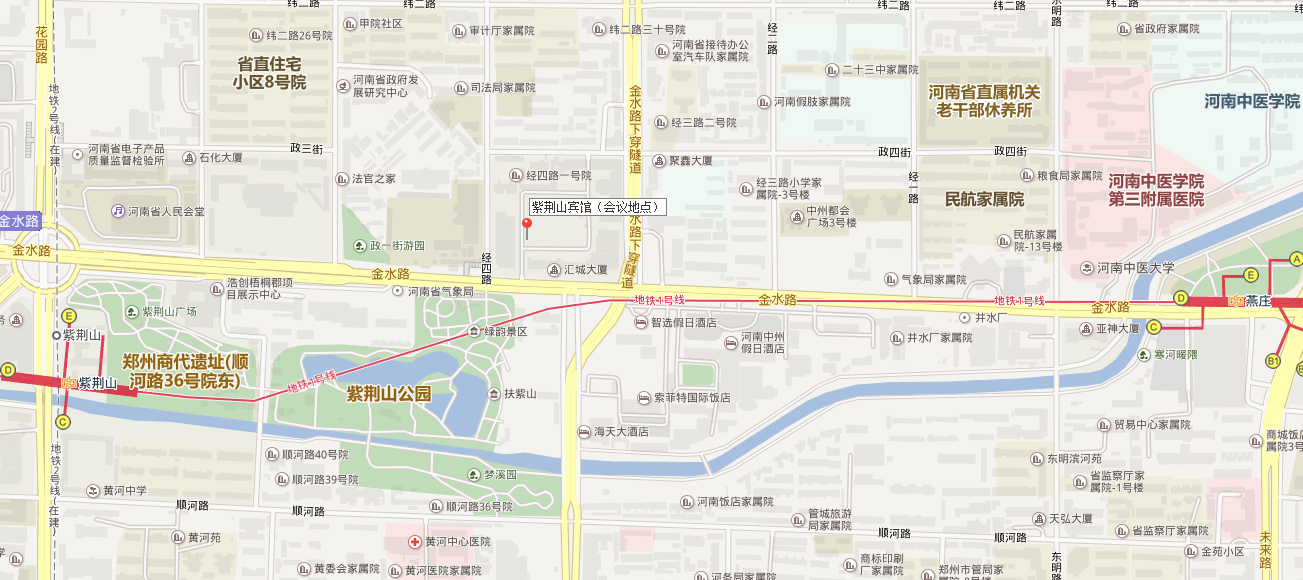 纬二路
纬二路
纬二路
纬二路
东明路
花园路
甲院社区
纬二路26号院
审计厅家属院
纬二路三十号院
经二路
省政府家属院
河南省接待办公
室汽车队家属院
省直住宅
小区8号院
河南省政府发
展研究中心
司法局家属院
二十三中家属院
河南假肢家属院
河南省直属机关
老干部休养所
河南中医学院
地铁2号线(在建)
金水路下穿隧道
经三路二号院
河南省电子产品
质量监督检验所
石化大厦
政三街
聚鑫大厦
政四街
政四街
法官之家
经四路一号院
经三路小学家
属院-3号楼
经一路
粮食局家属院
河南中医学院
第三附属医院
民航家属院
河南省人民会堂
紫荆山宾馆（会议地点）
中州都会
广场3号楼
金水路
金水路
政一街游园
水路下穿隧道
民航家属
院-13号楼
金水路
经四路
汇城大厦
河南中医大学
浩创梧桐郡项
目展示中心
河南省气象局
气象局家属院
地铁1号线
金水路
地铁1号线
金水路
燕庄
A
E
D
C
B1
紫荆山广场
E
紫荆山
绿韵景区
智选假日酒店
井水厂
亚神大厦
河南中州
假日酒店
井水厂家属院
寒河暖隈
郑州商代遗址(顺
河路36号院东)
D
紫荆山
地铁1号线
紫荆山公园
扶紫山
索菲特国际饭店
C
海天大酒店
贸易中心家属院
商城饭店
属院3号
地铁2号线(在建)
顺河路40号院
顺河路39号院
梦溪园
东明滨河苑
省监察厅家
属院-1号楼
黄河中学
顺河路
顺河路
顺河路36号院
河南饭店家属院
管城旅游
局家属院
天弘大厦
黄河苑
黄河中心医院
顺河路
顺河路
省监察厅家属院
未来路
金苑小区
黄委会家属院
黄河医院家属院
河务局家属院
商标印刷
厂家属院
郑州市管局家
东明路